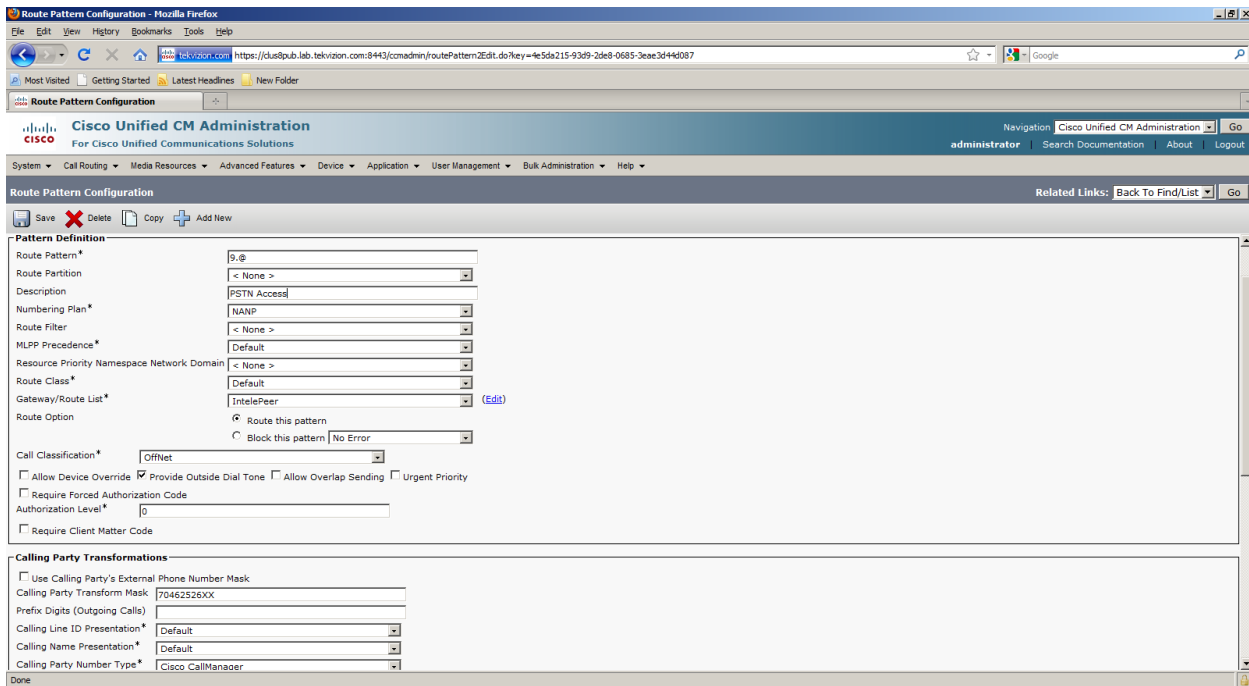 Route Pattern Configuration - Mozilla Firefox
File Edit View History Bookmarks Tools Help
tekvizion.com https://clus8pub.lab.tekvizion.com:8443/ccmadmin/routePattern2Edit.do?key=4e5da215-93d9-2de8-0685-3eae3d44d087
Google
Most Visited Getting Started Latest Headlines New Folder
Route Pattern Configuration
CISCO Cisco Unified CM Administration
For Cisco Unified Communications Solutions
Navigation Cisco Unified CM Administration Go
administrator | Search Documentation | About | Logout
System Call Routing Media Resources Advanced Features Device Application User Management Bulk Administration Help
Route Pattern Configuration
Related Links: Back To Find/List Go
Save Delete Copy Add New
Pattern Definition
Route Pattern* 9.@
Route Partition < None >
Description PSTN Access
Numbering Plan* NANP
Route Filter < None >
MLPP Precedence* Default
Resource Priority Namespace Network Domain < None >
Route Class* Default
Gateway/Route List* IntelePeer (Edit)
Route Option Route this pattern
Block this pattern No Error
Call Classification* OffNet
Allow Device Override Provide Outside Dial Tone Allow Overlap Sending Urgent Priority
Require Forced Authorization Code
Authorization Level* 0
Require Client Matter Code
Calling Party Transformations
Use Calling Party's External Phone Number Mask
Calling Party Transform Mask 70462526XX
Prefix Digits (Outgoing Calls)
Calling Line ID Presentation* Default
Calling Name Presentation* Default
Calling Party Number Type* Cisco CallManager
Done